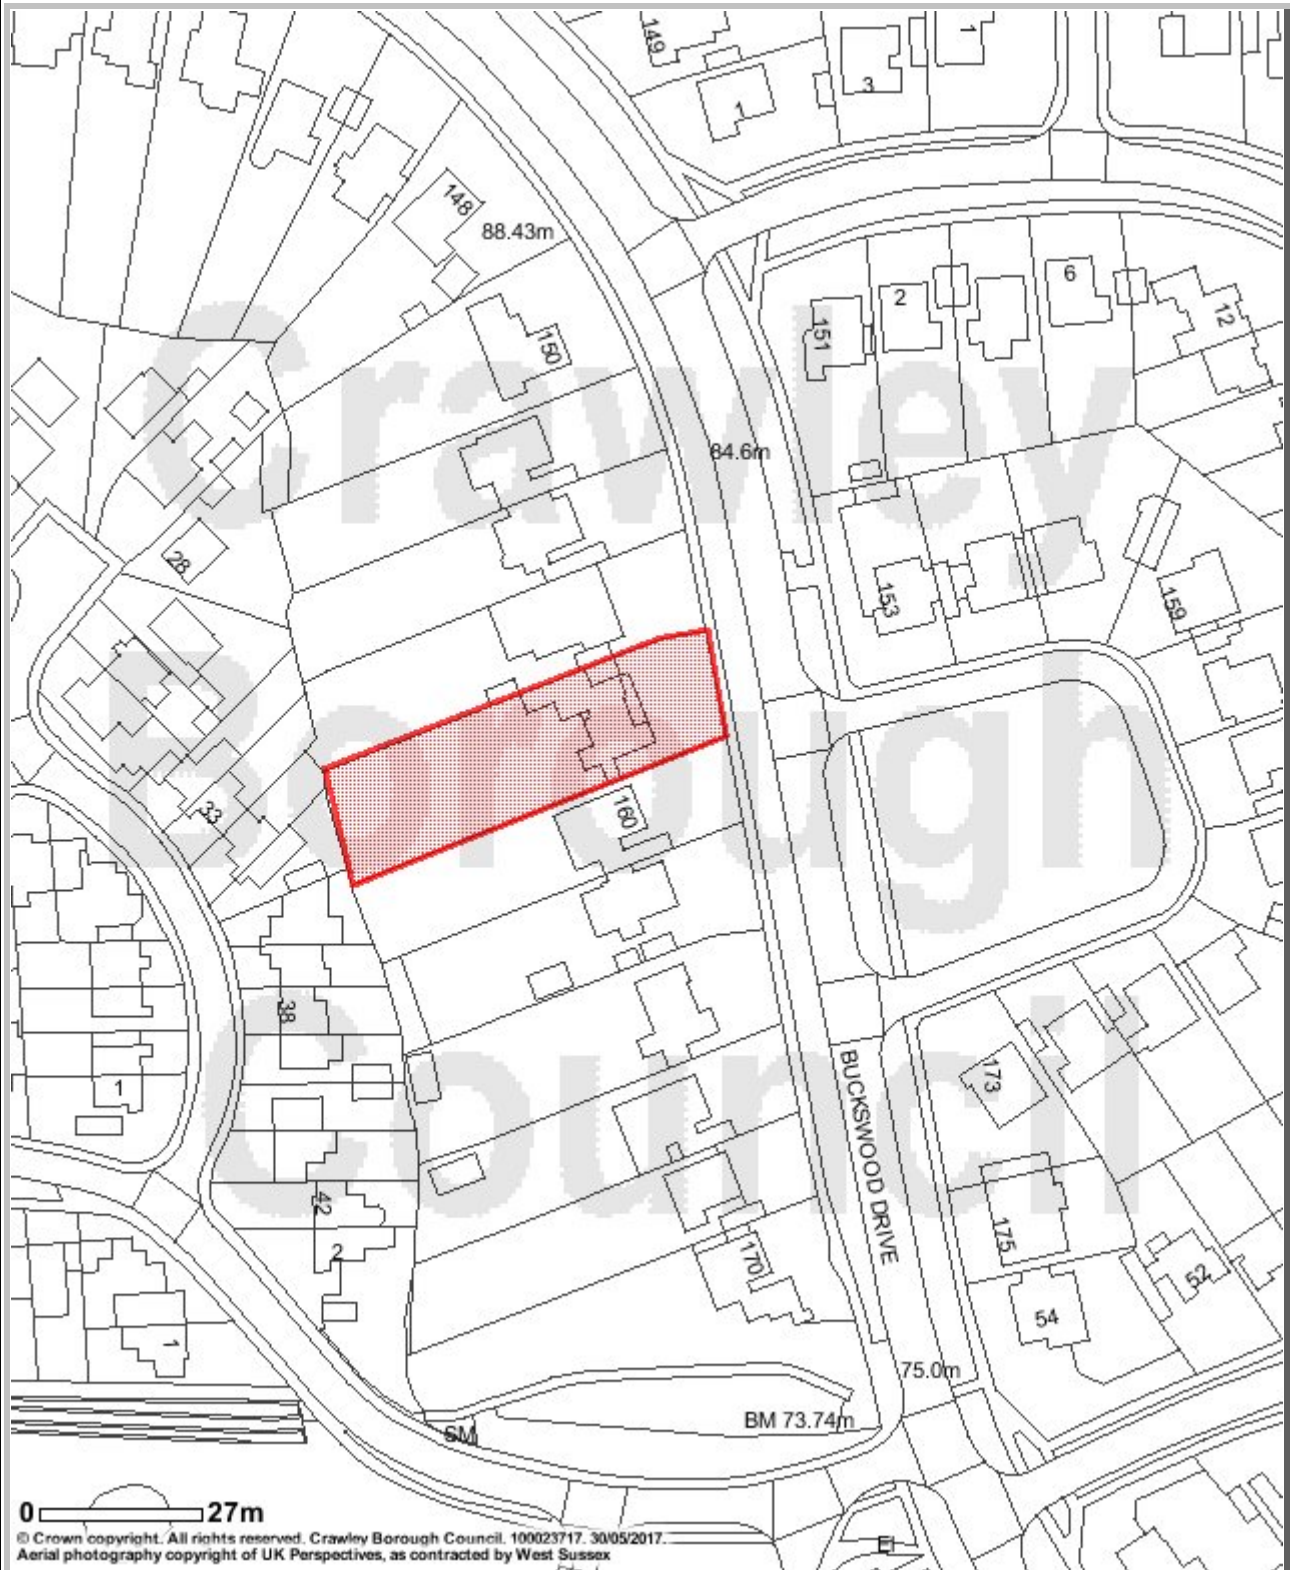 149
1
3
1
148
88.43m
150
151
2
6
12
84.6m
Crawley
28
153
159
Borough
33
160
38
1
Council
BUCKSWOOD DRIVE
173
42
2
170
175
52
54
1
75.0m
BM 73.74m
SM
0 27m
© Crown copyright. All rights reserved. Crawley Borough Council. 100023717. 30/05/2017.
Aerial photography copyright of UK Perspectives, as contracted by West Sussex